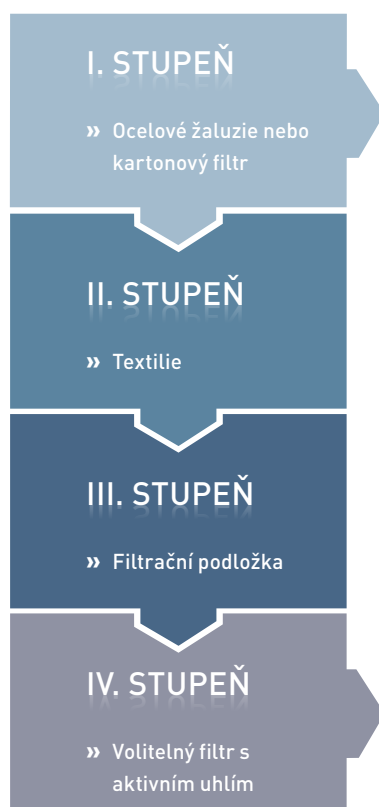 I. STUPEŇ
» Ocelové žaluzie nebo
kartonový filtr
II. STUPEŇ
» Textilie
III. STUPEŇ
» Filtrační podložka
IV. STUPEŇ
» Volitelný filtr s
aktivním uhlím